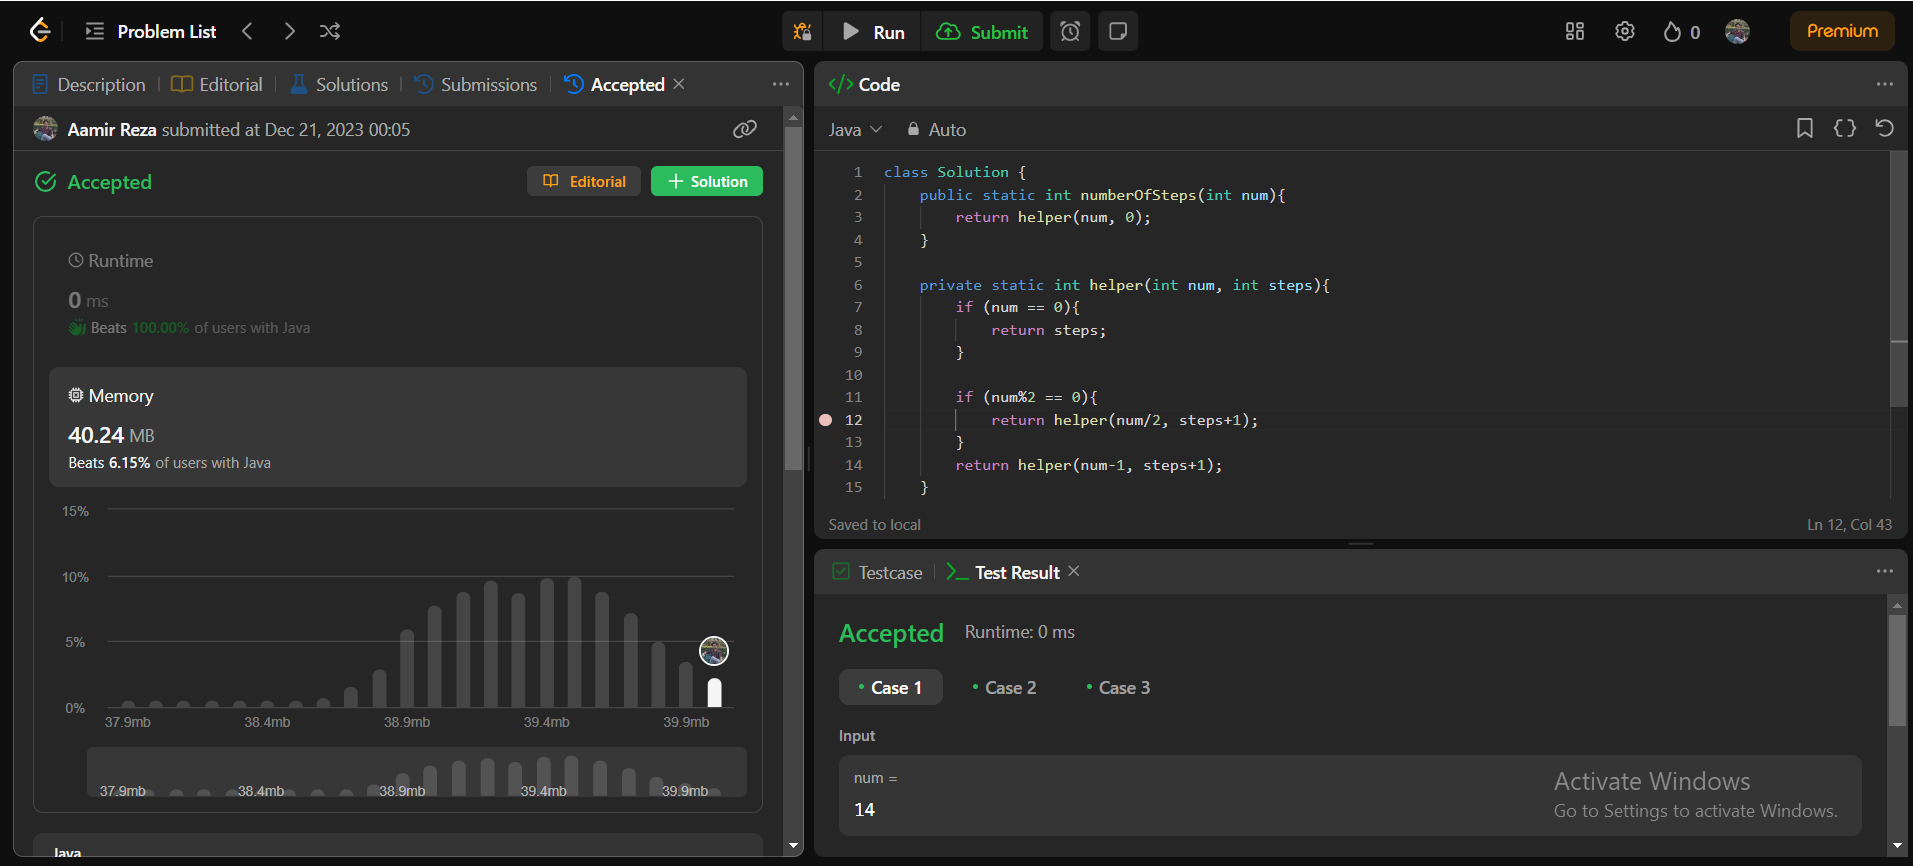 Problem List
Run
Submit
0
Premium
Description
Editorial
Solutions
Submissions
Accepted
Aamir Reza submitted at Dec 21, 2023 00:05
Accepted
Editorial
Solution
Runtime
0 ms
Beats 100.00% of users with Java
Memory
40.24 MB
Beats 6.15% of users with Java
15%
10%
5%
0%
37.9mb 38.4mb 38.9mb 39.4mb 39.9mb
37.9mb 38.4mb 38.9mb 39.4mb 39.9mb
Java
</> Code
Java Auto
1 class Solution {
2 public static int numberOfSteps(int num){
3 return helper(num, 0);
4 }
5
6 private static int helper(int num, int steps){
7 if (num == 0){
8 return steps;
9 }
10
11 if (num%2 == 0){
12 return helper(num/2, steps+1);
13 }
14 return helper(num-1, steps+1);
15 }
Saved to local
Ln 12, Col 43
Testcase
Test Result
Accepted Runtime: 0 ms
Case 1 Case 2 Case 3
Input
num =
14
Activate Windows
Go to Settings to activate Windows.